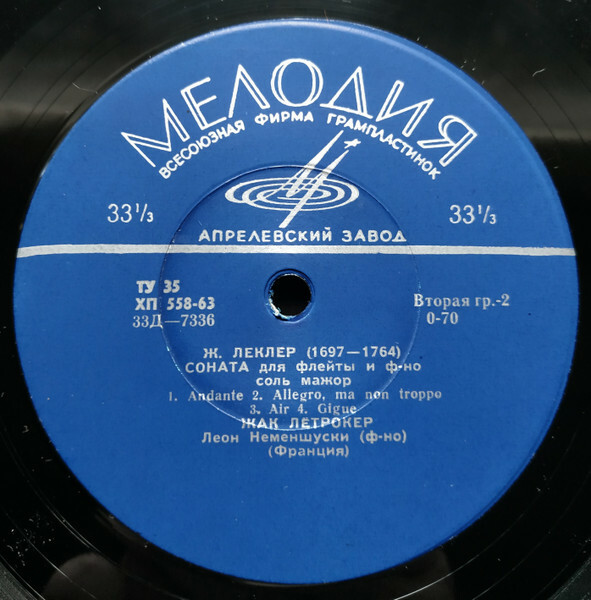 МЕЛОДИЯ
ВСЕСОЮЗНАЯ ФИРМА ГРАМПЛАСТИНОК
33⅓ 33⅓
АПРЕЛЕВСКИЙ ЗАВОД
ТУ 35
ХП 558-63
Вторая гр.-2
33Д—7336
0-70
Ж. ЛЕКЛЕР (1697—1764)
СОНАТА для флейты и ф-но
соль мажор
1. Andante 2. Allegro, ma non troppo
3. Air 4. Gigue
ЖАК ЛЕТРОКЕР
Леон Неменшуски (ф-но)
(Франция)